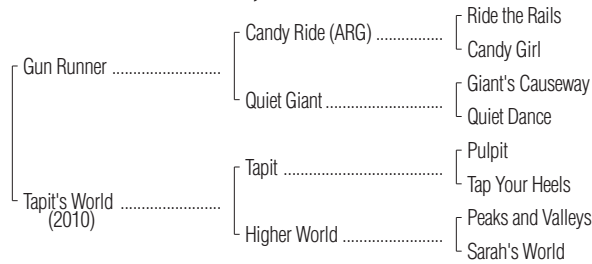 Ride the Rails
Candy Ride (ARG) ................
Candy Girl
Gun Runner ..........................
Giant's Causeway
Quiet Giant ............................
Quiet Dance
Pulpit
Tapit ......................................
Tap Your Heels
Tapit's World ........................
(2010)
Peaks and Valleys
Higher World ........................
Sarah's World